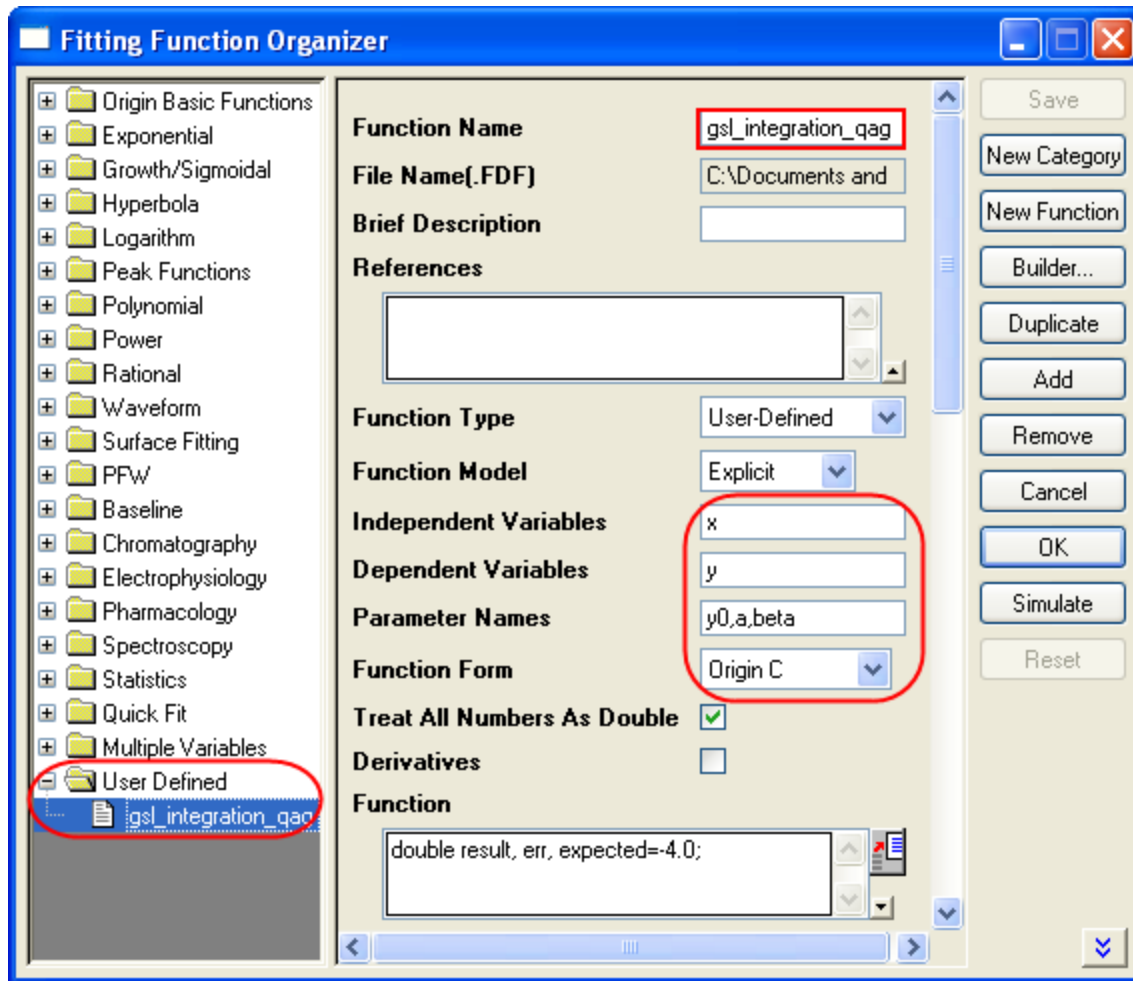 Fitting Function Organizer
Origin Basic Functions
Exponential
Growth/Sigmoidal
Hyperbola
Logarithm
Peak Functions
Polynomial
Power
Rational
Waveform
Surface Fitting
PFW
Baseline
Chromatography
Electrophysiology
Pharmacology
Spectroscopy
Statistics
Quick Fit
Multiple Variables
User Defined
gsl_integration_qag
Function Name gsl_integration_qag
File Name(.FDF) C:\Documents and
Brief Description
References
Function Type User-Defined
Function Model Explicit
Independent Variables x
Dependent Variables y
Parameter Names y0,a,beta
Function Form Origin C
Treat All Numbers As Double
Derivatives
Function
double result, err, expected=-4.0;
Save
New Category
New Function
Builder...
Duplicate
Add
Remove
Cancel
OK
Simulate
Reset